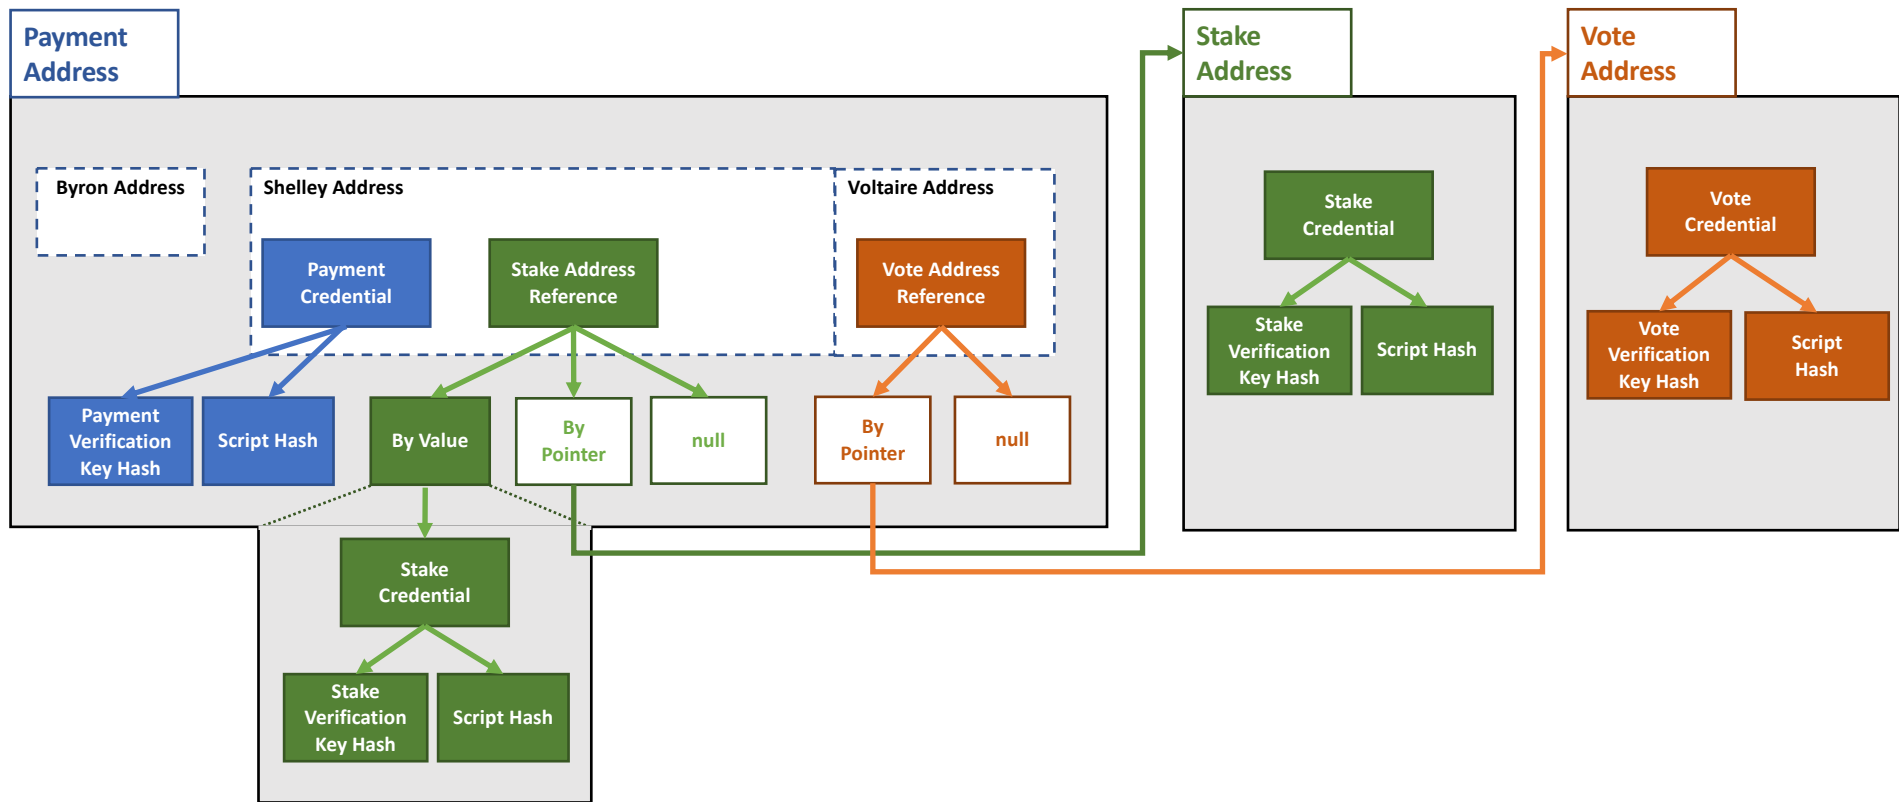 Payment
Address
Stake
Address
Vote
Address
Byron Address
Shelley Address
Voltaire Address
Payment
Credential
Stake Address
Reference
Vote Address
Reference
Stake
Credential
Vote
Credential
Payment
Verification
Key Hash
Script Hash
By Value
By
Pointer
null
By
Pointer
null
Stake
Verification
Key Hash
Script Hash
Vote
Verification
Key Hash
Script
Hash
Stake
Credential
Stake
Verification
Key Hash
Script Hash